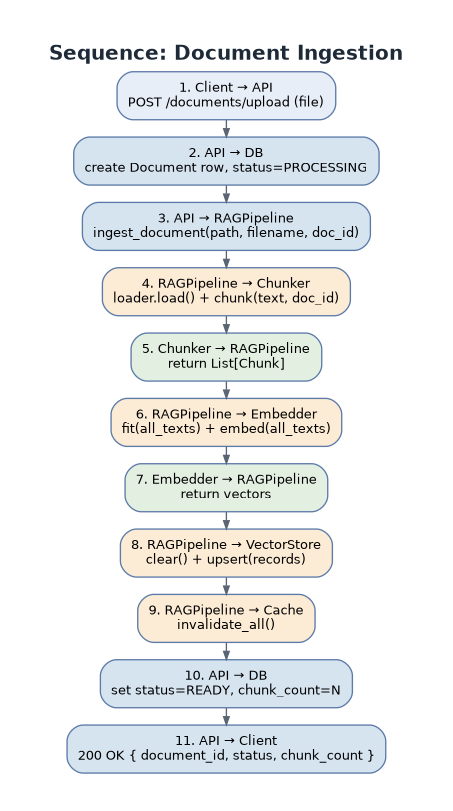 Sequence: Document Ingestion
1. Client → API
POST /documents/upload (file)
2. API → DB
create Document row, status=PROCESSING
3. API → RAGPipeline
ingest_document(path, filename, doc_id)
4. RAGPipeline → Chunker
loader.load() + chunk(text, doc_id)
5. Chunker → RAGPipeline
return List[Chunk]
6. RAGPipeline → Embedder
fit(all_texts) + embed(all_texts)
7. Embedder → RAGPipeline
return vectors
8. RAGPipeline → VectorStore
clear() + upsert(records)
9. RAGPipeline → Cache
invalidate_all()
10. API → DB
set status=READY, chunk_count=N
11. API → Client
200 OK { document_id, status, chunk_count }